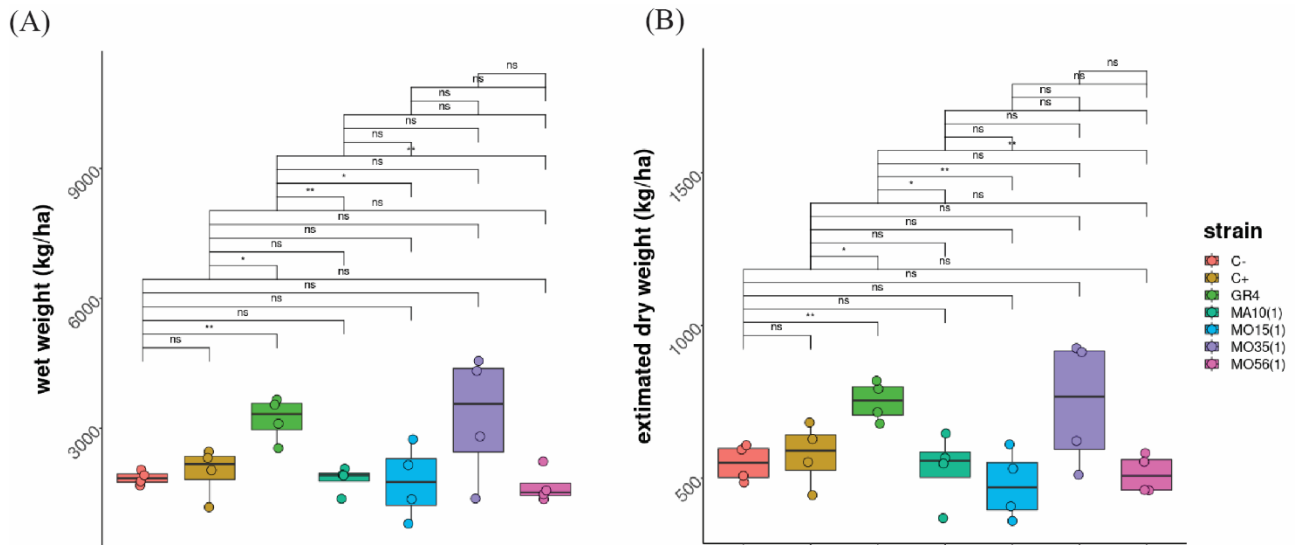 (A)
wet weight (kg/ha)
9000
6000
3000
ns
ns
ns
ns
ns
ns
**
ns
*
**
ns
ns
ns
ns
*
ns
ns
ns
ns
**
ns
(B)
extimated dry weight (kg/ha)
1500
1000
500
ns
ns
ns
ns
ns
ns
**
ns
**
*
ns
ns
ns
ns
*
ns
ns
ns
ns
**
ns
strain
C-
C+
GR4
MA10(1)
MO15(1)
MO35(1)
MO56(1)